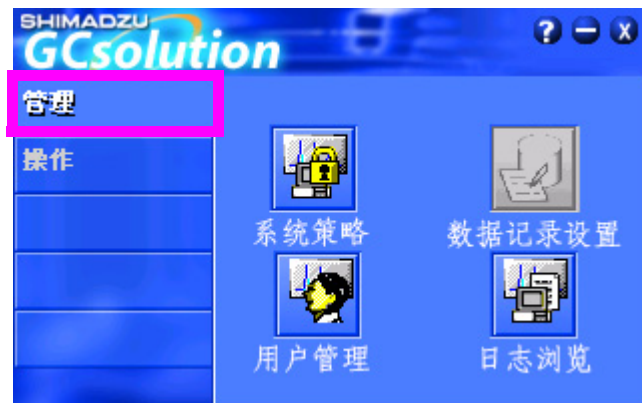 SHIMADZU
GCsolution
管理
操作
系统策略
数据记录设置
用户管理
日志浏览